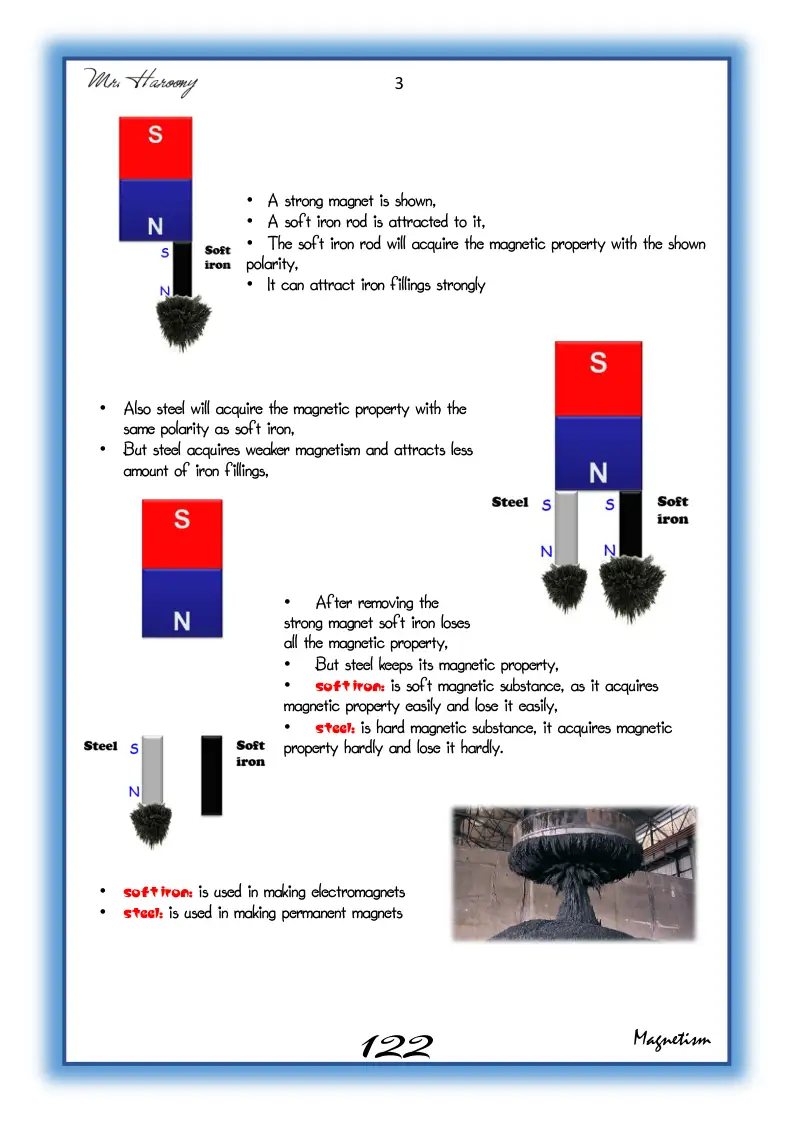 Mr. Haroony
3
S
N
S
Soft
iron
N
• A strong magnet is shown,
• A soft iron rod is attracted to it,
• The soft iron rod will acquire the magnetic property with the shown
polarity,
• It can attract iron fillings strongly
• Also steel will acquire the magnetic property with the
same polarity as soft iron,
• But steel acquires weaker magnetism and attracts less
amount of iron fillings,
S
N
Steel
S
S
Soft
iron
N
N
S
N
• After removing the
strong magnet soft iron loses
all the magnetic property,
• But steel keeps its magnetic property,
• soft iron: is soft magnetic substance, as it acquires
magnetic property easily and lose it easily,
• steel: is hard magnetic substance, it acquires magnetic
property hardly and lose it hardly.
Steel
S
Soft
iron
N
• soft iron: is used in making electromagnets
• steel: is used in making permanent magnets
122
Magnetism